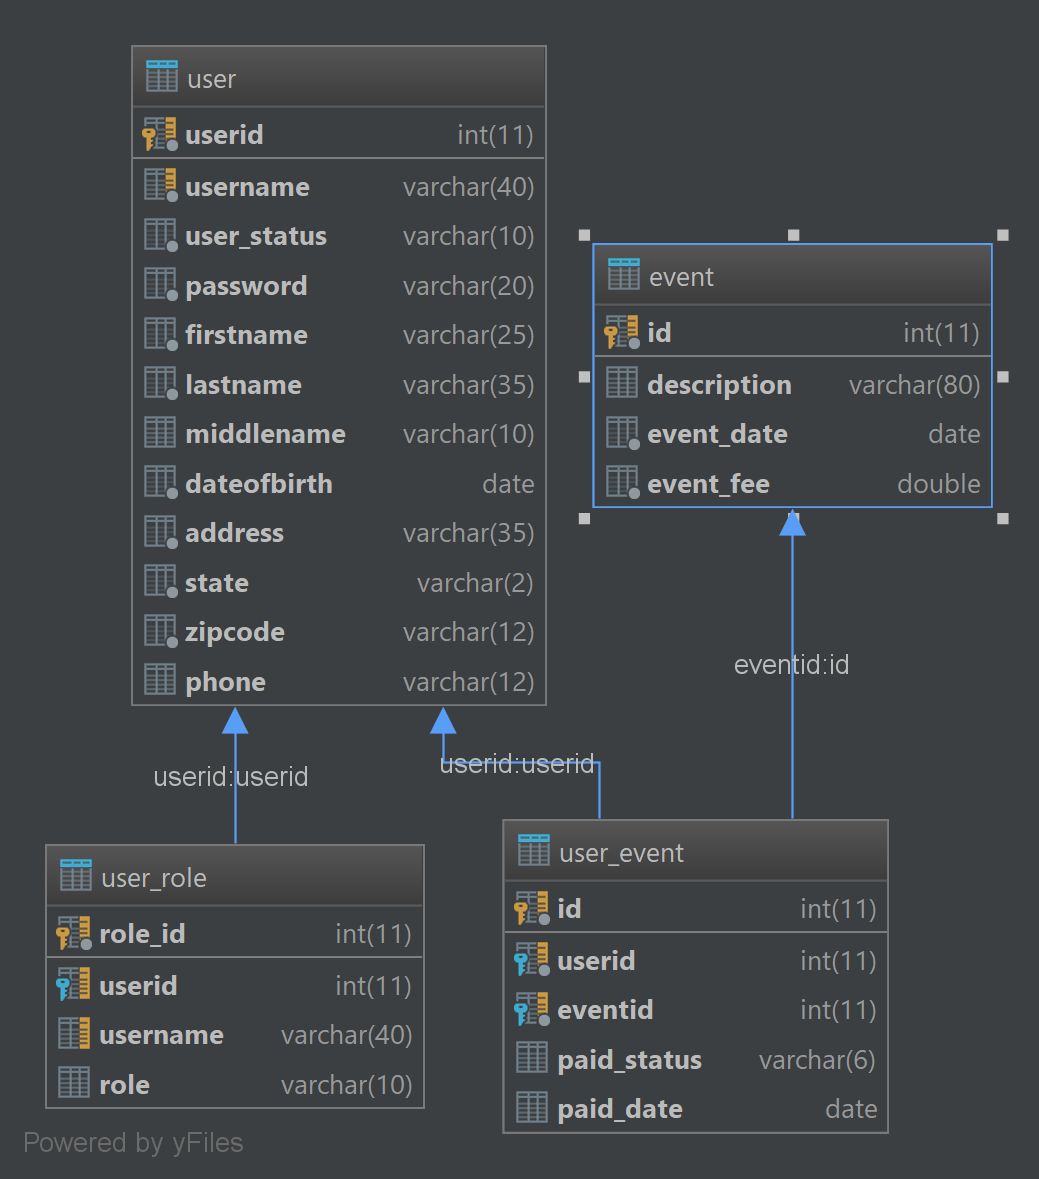 user
userid int(11)
username varchar(40)
user_status varchar(10)
password varchar(20)
firstname varchar(25)
lastname varchar(35)
middlename varchar(10)
dateofbirth date
address varchar(35)
state varchar(2)
zipcode varchar(12)
phone varchar(12)
event
id int(11)
description varchar(80)
event_date date
event_fee double
eventid:id
userid:userid
userid:userid
user_role
role_id int(11)
userid int(11)
username varchar(40)
role varchar(10)
user_event
id int(11)
userid int(11)
eventid int(11)
paid_status varchar(6)
paid_date date
Powered by yFiles